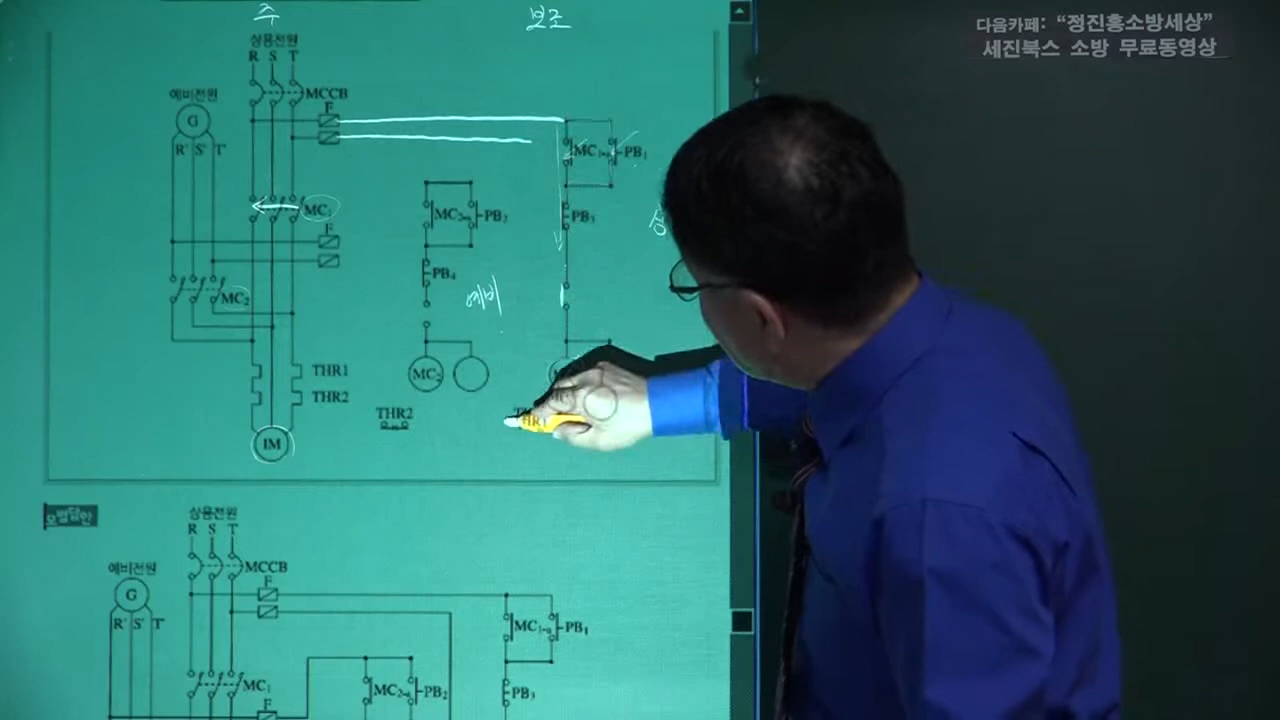 다음카페: "정진흥소방세상"
세진북스 소방 무료동영상
주
보조
상용전원
R S T
예비전원
MCCB
F
G
R' S' T'
MC₁
F
MC₂
THR1
THR2
IM
MC₂₋ₐ
PB₂
PB₄
예비
MC₂
THR2
MC₁₋ₐ
PB₁
PB₃
THR1
모범답안
상용전원
R S T
예비전원
MCCB
F
G
R' S' T'
MC₁
F
MC₂₋ₐ
PB₂
MC₁₋ₐ
PB₁
PB₃